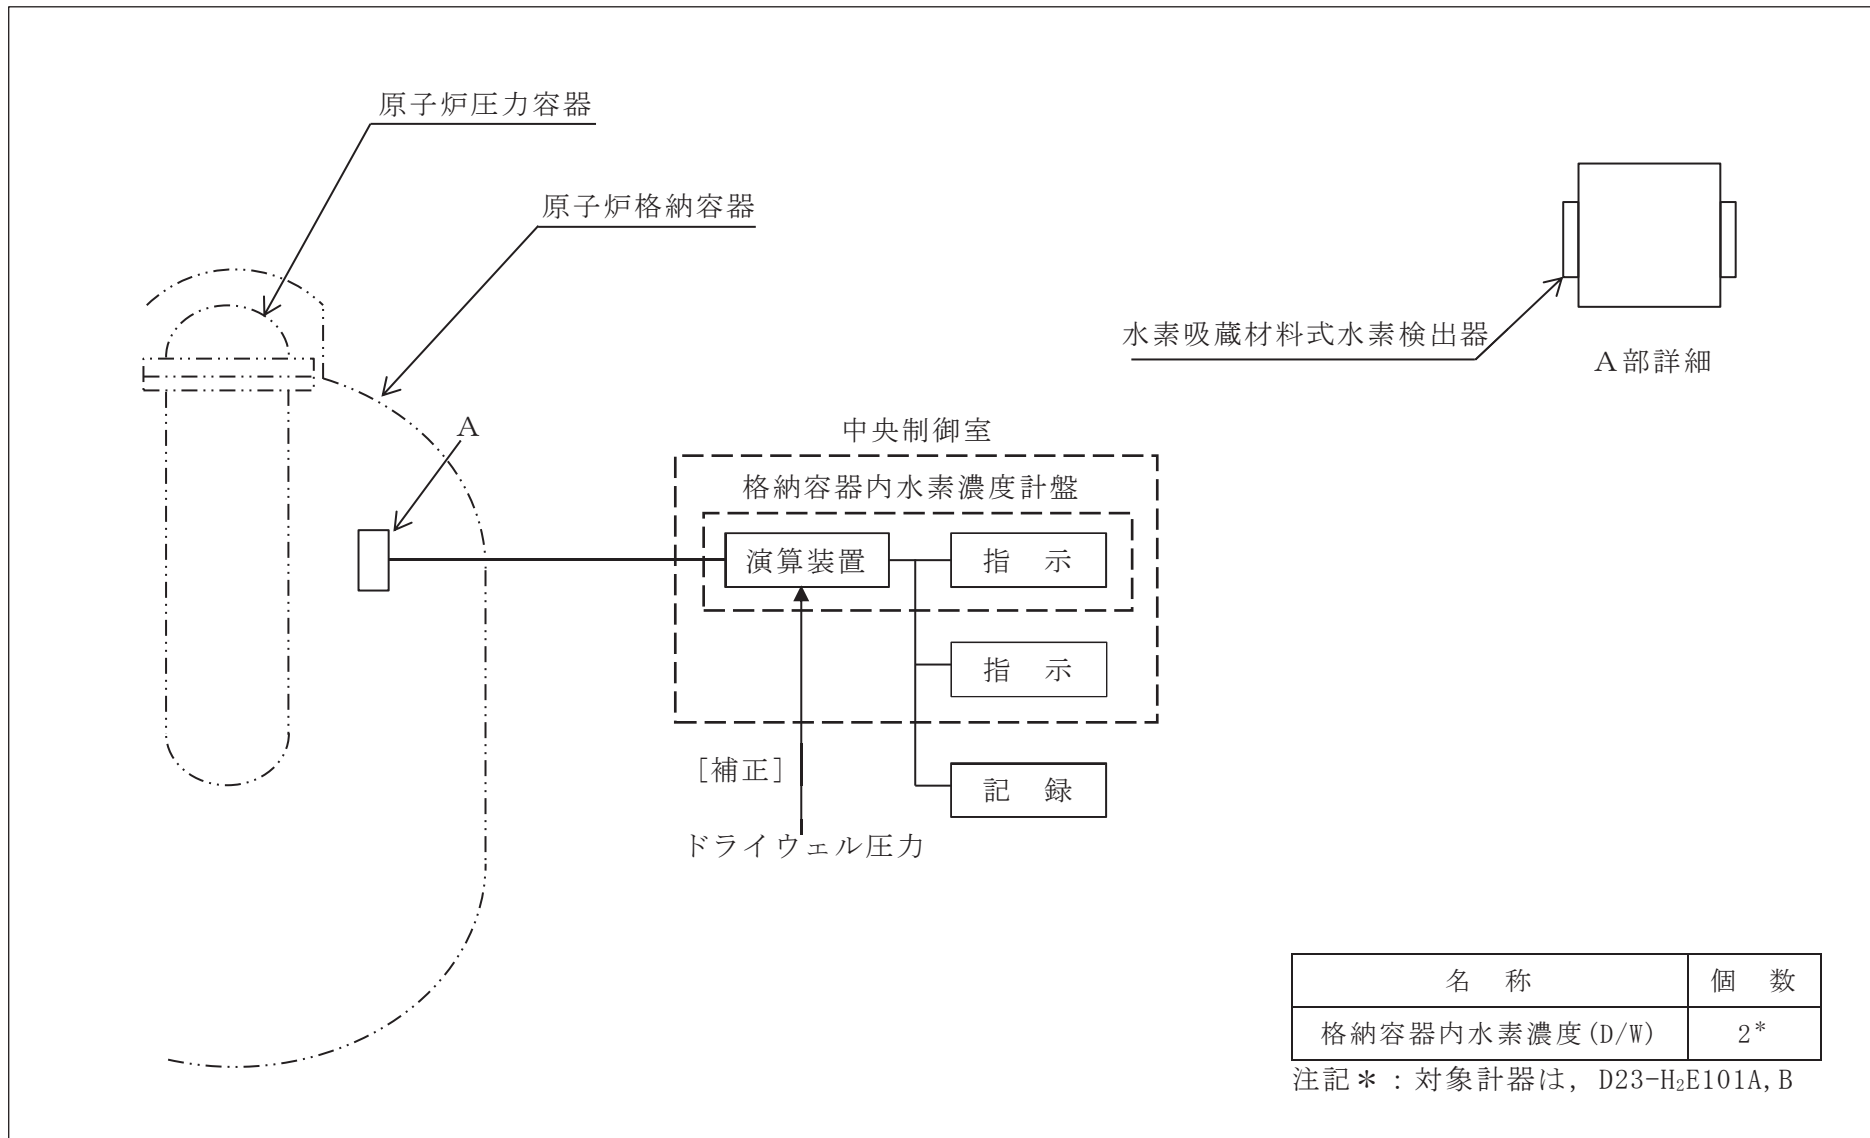 原子炉圧力容器
原子炉格納容器
水素吸蔵材料式水素検出器
A部詳細
A
中央制御室
格納容器内水素濃度計盤
演算装置
指 示
指 示
[補正]
記 録
ドライウェル圧力
名 称 個 数
格納容器内水素濃度(D/W) 2*
注記＊:対象計器は, D23-H₂E101A,B